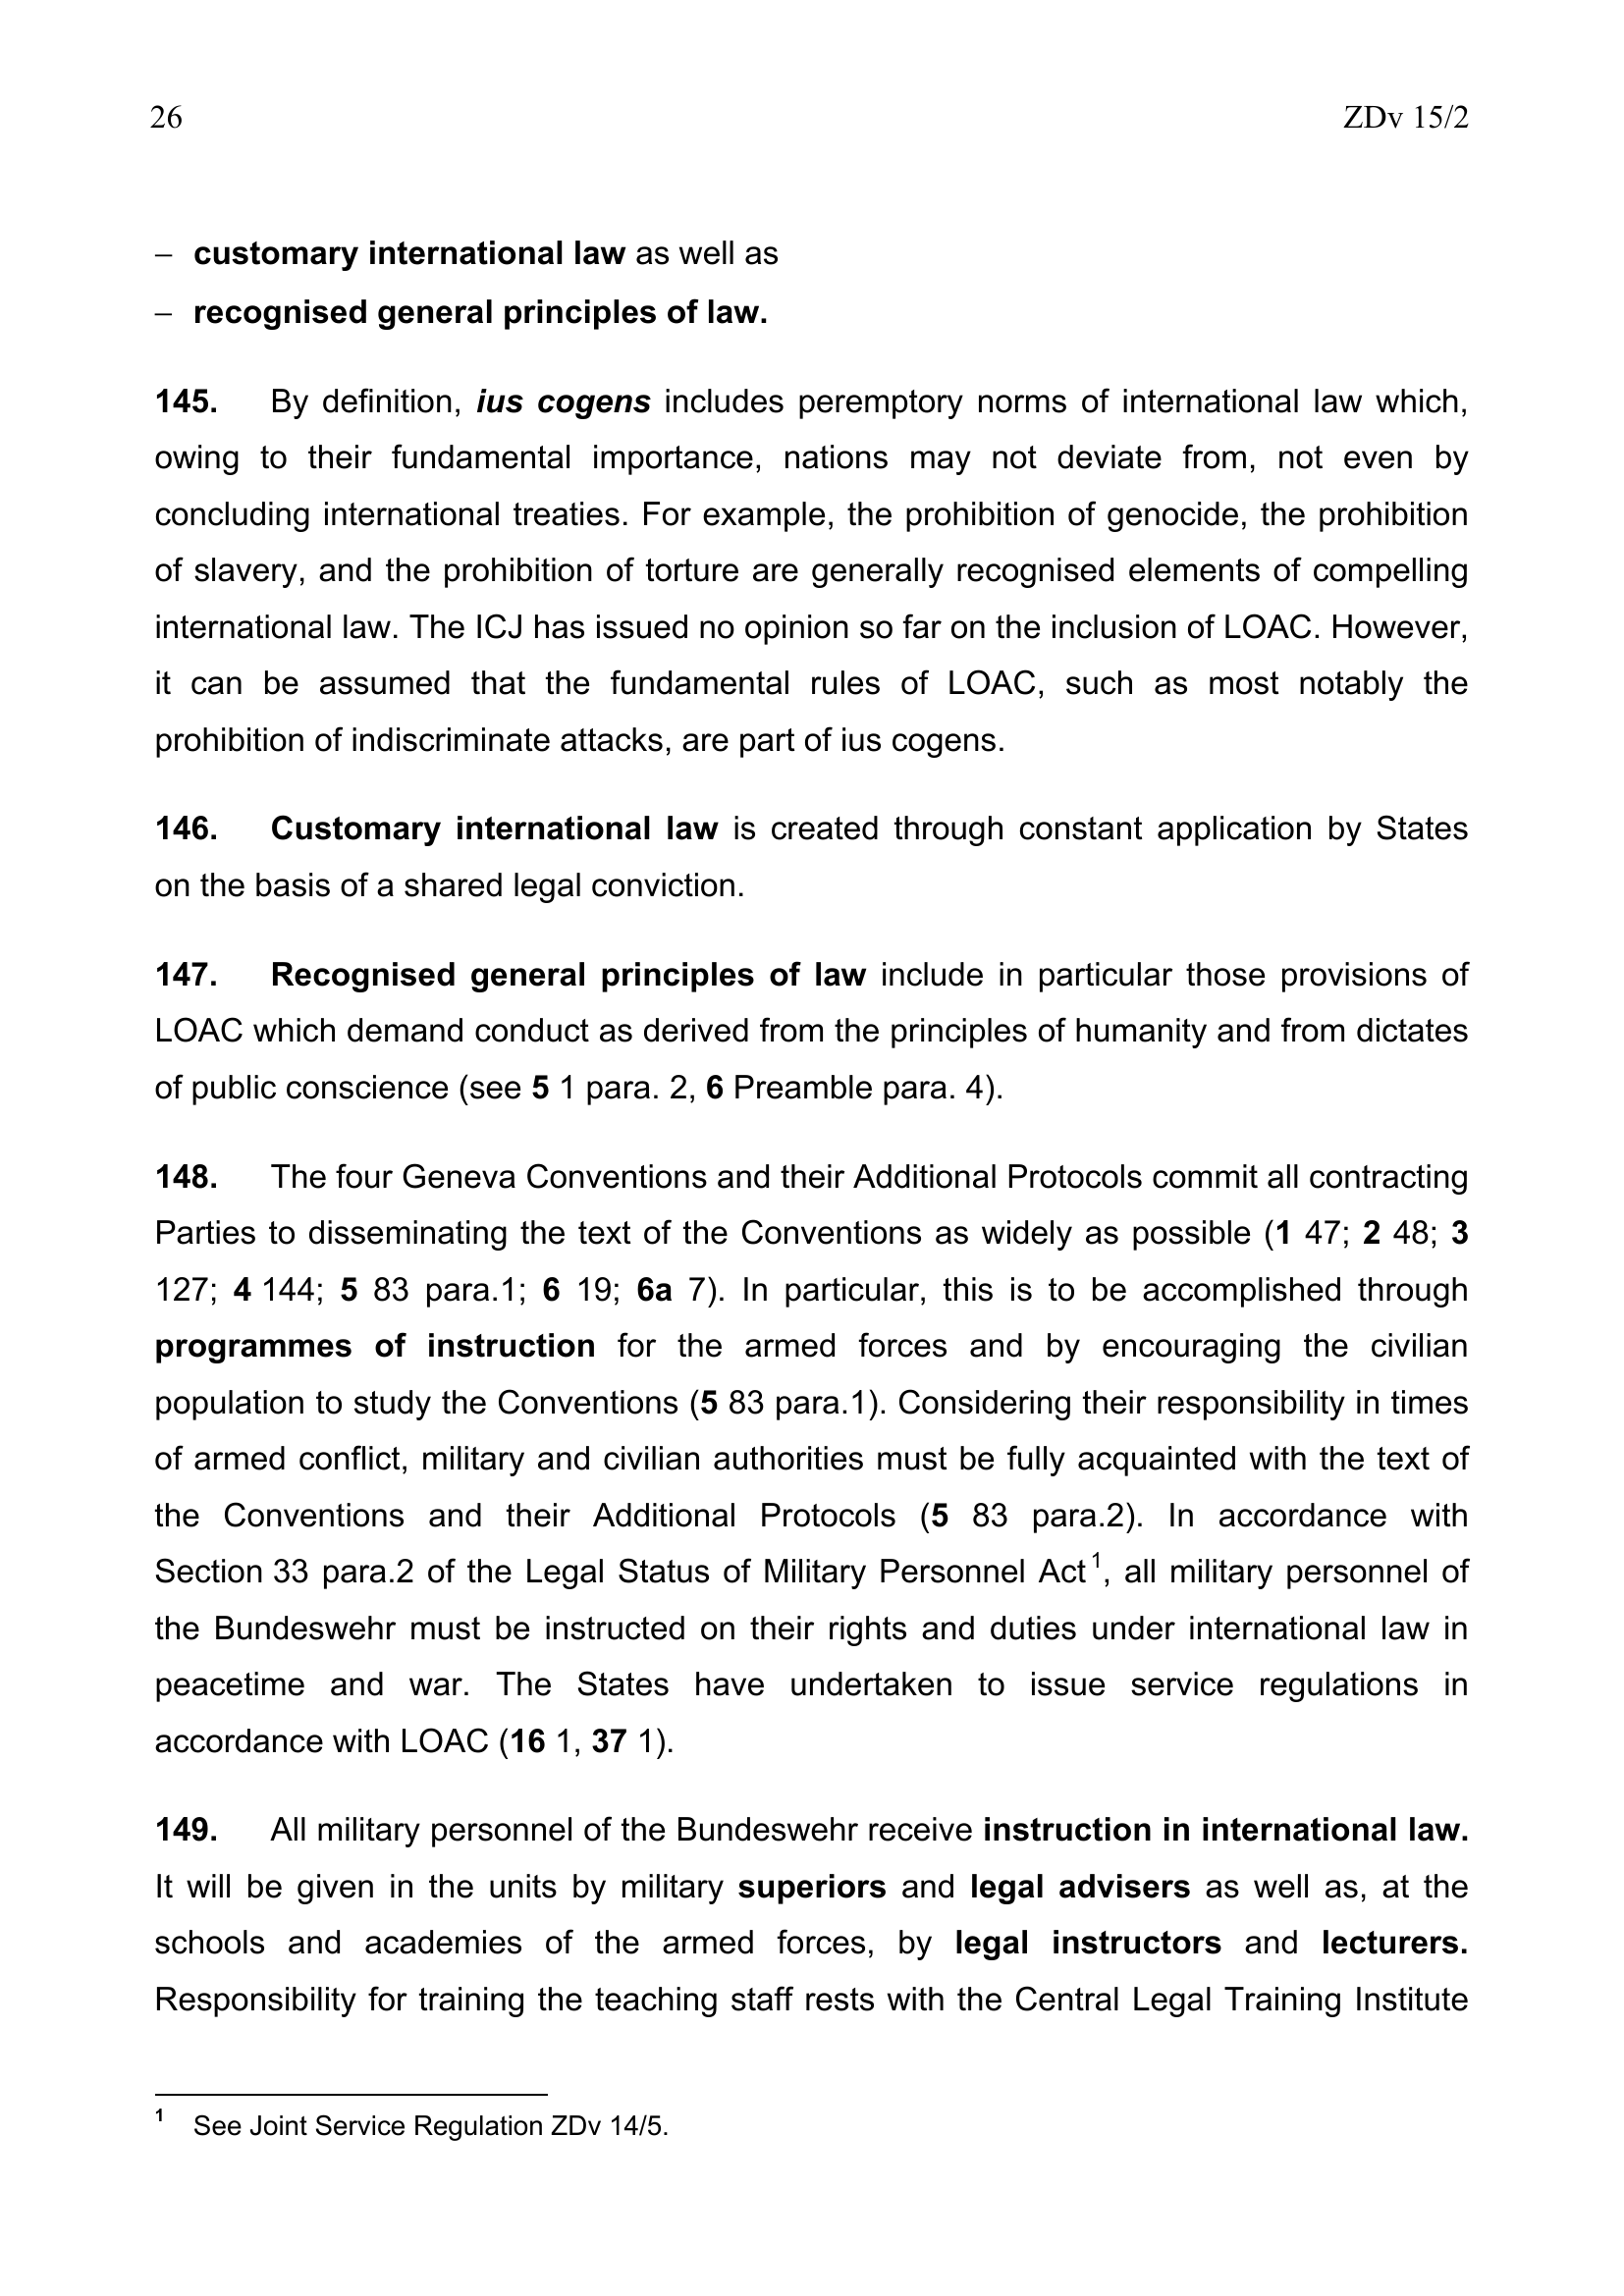 26 ZDv 15/2
– customary international law as well as
– recognised general principles of law.
145. By definition, ius cogens includes peremptory norms of international law which,
owing to their fundamental importance, nations may not deviate from, not even by
concluding international treaties. For example, the prohibition of genocide, the prohibition
of slavery, and the prohibition of torture are generally recognised elements of compelling
international law. The ICJ has issued no opinion so far on the inclusion of LOAC. However,
it can be assumed that the fundamental rules of LOAC, such as most notably the
prohibition of indiscriminate attacks, are part of ius cogens.
146. Customary international law is created through constant application by States
on the basis of a shared legal conviction.
147. Recognised general principles of law include in particular those provisions of
LOAC which demand conduct as derived from the principles of humanity and from dictates
of public conscience (see 5 1 para. 2, 6 Preamble para. 4).
148. The four Geneva Conventions and their Additional Protocols commit all contracting
Parties to disseminating the text of the Conventions as widely as possible (1 47; 2 48; 3
127; 4 144; 5 83 para.1; 6 19; 6a 7). In particular, this is to be accomplished through
programmes of instruction for the armed forces and by encouraging the civilian
population to study the Conventions (5 83 para.1). Considering their responsibility in times
of armed conflict, military and civilian authorities must be fully acquainted with the text of
the Conventions and their Additional Protocols (5 83 para.2). In accordance with
Section 33 para.2 of the Legal Status of Military Personnel Act 1, all military personnel of
the Bundeswehr must be instructed on their rights and duties under international law in
peacetime and war. The States have undertaken to issue service regulations in
accordance with LOAC (16 1, 37 1).
149. All military personnel of the Bundeswehr receive instruction in international law.
It will be given in the units by military superiors and legal advisers as well as, at the
schools and academies of the armed forces, by legal instructors and lecturers.
Responsibility for training the teaching staff rests with the Central Legal Training Institute
1 See Joint Service Regulation ZDv 14/5.